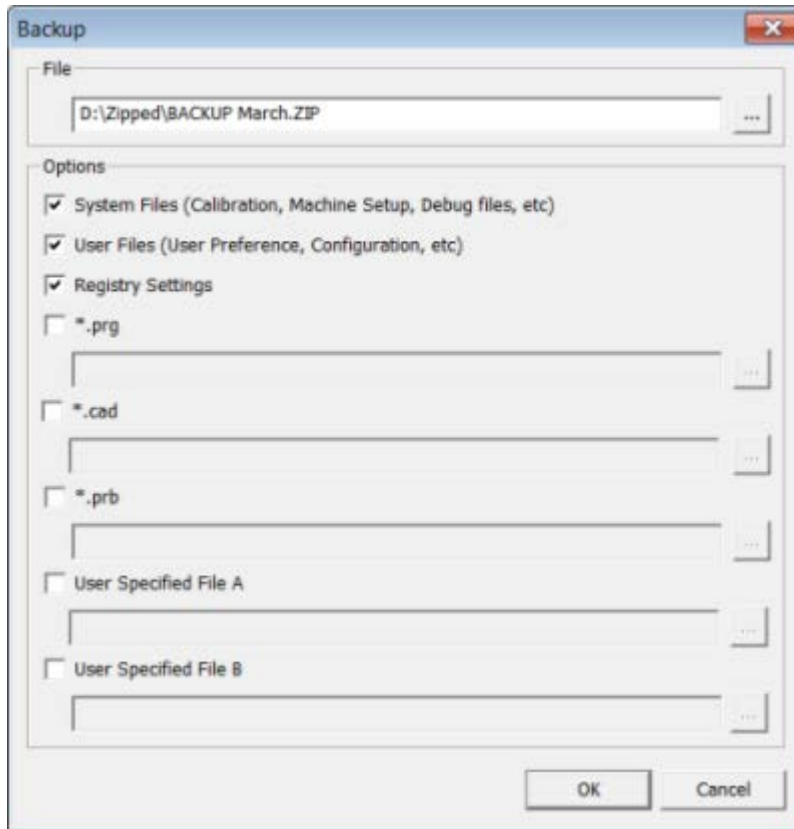 Backup
File
D:\Zipped\BACKUP March.ZIP
...
Options
System Files (Calibration, Machine Setup, Debug files, etc)
User Files (User Preference, Configuration, etc)
Registry Settings
*.prg
...
*.cad
...
*.prb
...
User Specified File A
...
User Specified File B
...
OK Cancel